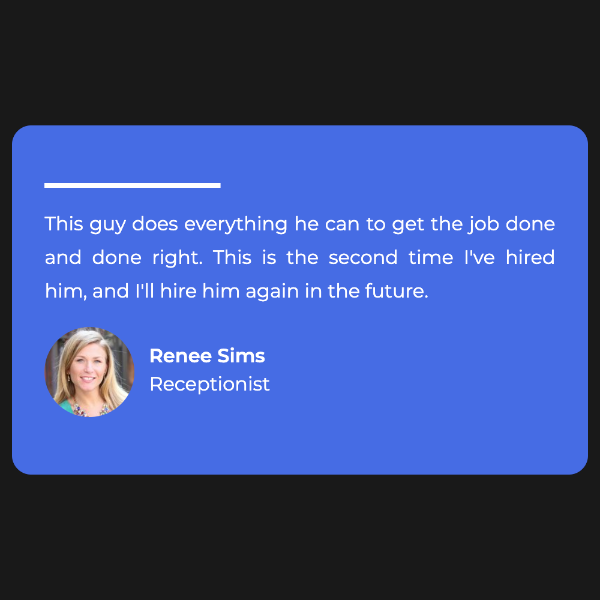 This guy does everything he can to get the job done
and done right. This is the second time I've hired
him, and I'll hire him again in the future.
Renee Sims
Receptionist